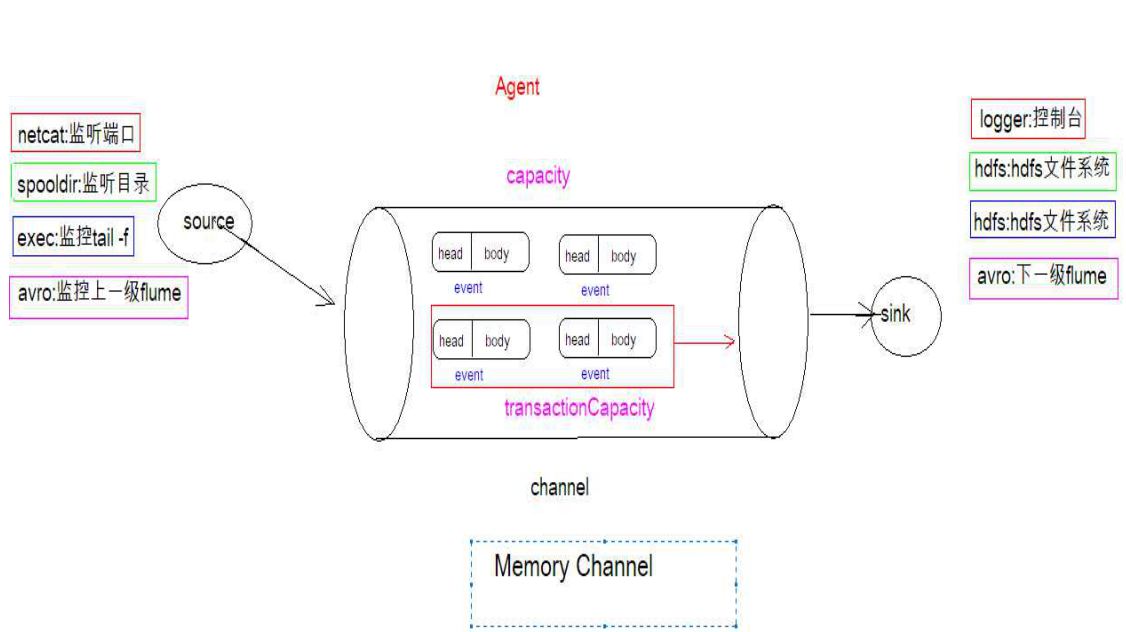 Agent
netcat:监听端口
spooldir:监听目录
exec:监控tail -f
avro:监控上一级flume
source
capacity
head body
event
head body
event
head body
event
head body
event
transactionCapacity
channel
Memory Channel
sink
logger:控制台
hdfs:hdfs文件系统
hdfs:hdfs文件系统
avro:下一级flume